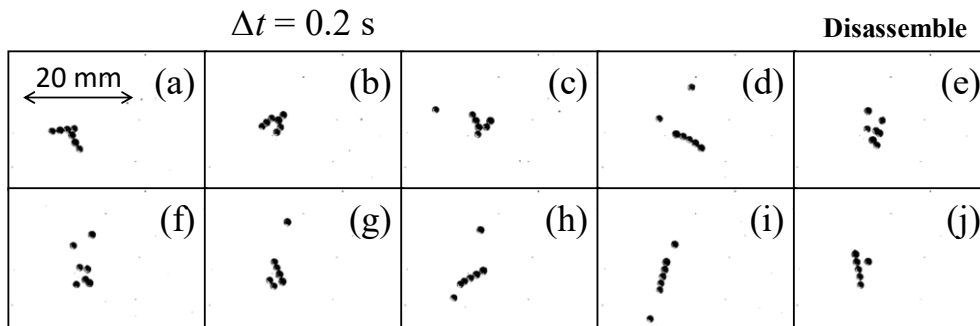 Δt = 0.2 s
Disassemble
20 mm
(a)
(b)
(c)
(d)
(e)
(f)
(g)
(h)
(i)
(j)